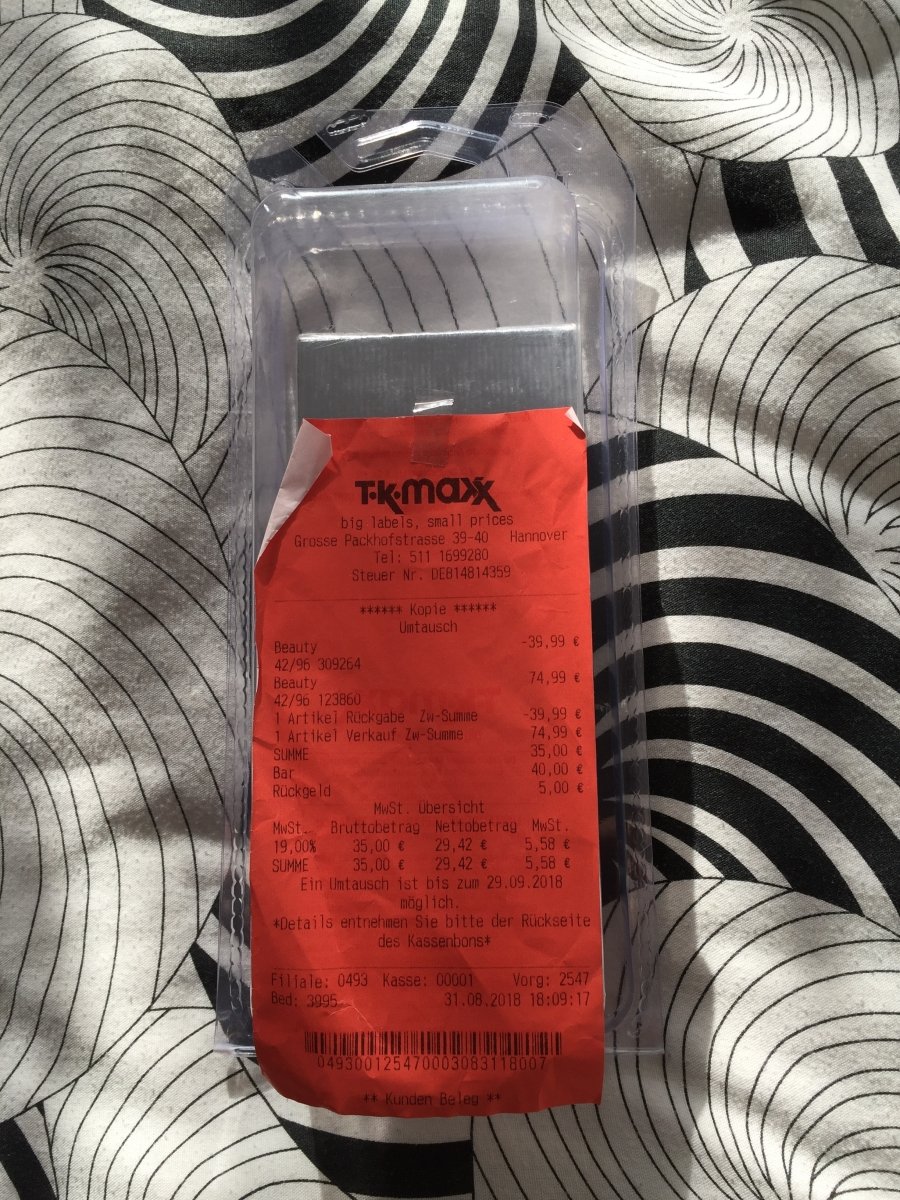 T·K·maxx
big labels, small prices
Grosse Packhofstrasse 39-40 Hannover
Tel: 511 1699280
Steuer Nr. DE814814359
****** Kopie ******
Umtausch
Beauty -39,99 €
42/96 309264
Beauty 74,99 €
42/96 123860
1 Artikel Rückgabe Zw-Summe -39,99 €
1 Artikel Verkauf Zw-Summe 74,99 €
SUMME 35,00 €
Bar 40,00 €
Rückgeld 5,00 €
MwSt. Übersicht
MwSt. Bruttobetrag Nettobetrag MwSt.
19,00% 35,00 € 29,42 € 5,58 €
SUMME 35,00 € 29,42 € 5,58 €
Ein Umtausch ist bis zum 29.09.2018
möglich.
*Details entnehmen Sie bitte der Rückseite
des Kassenbons*
Filiale: 0493 Kasse: 00001 Vorg: 2547
Bed: 3995 31.08.2018 18:09:17
049300125470003083118007
** Kunden Beleg **